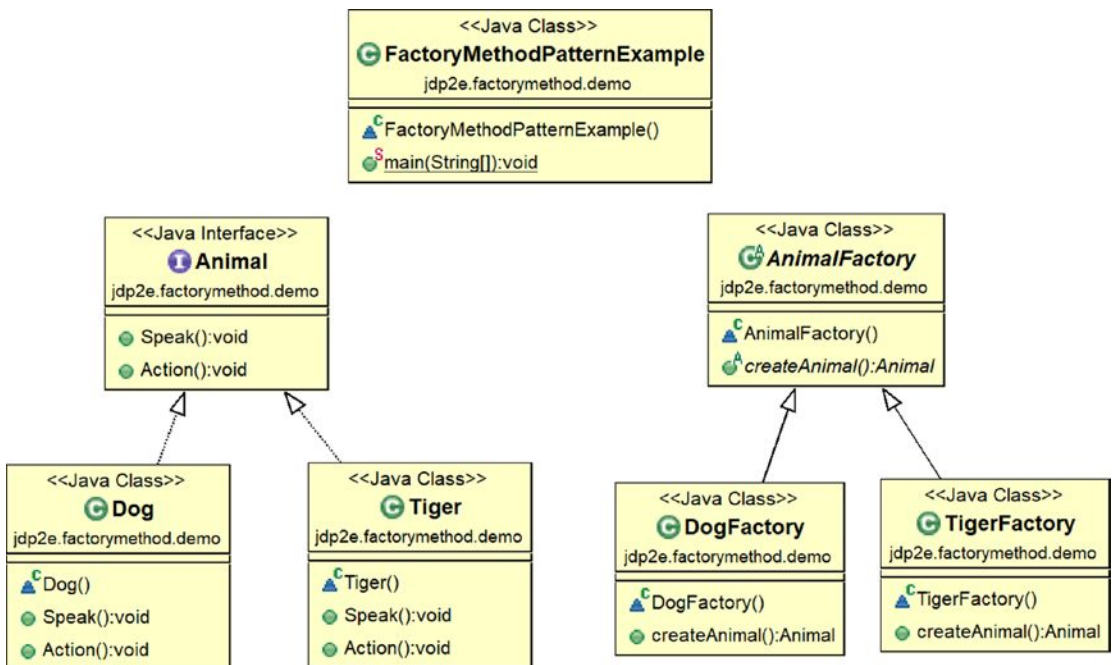 <<Java Class>>
FactoryMethodPatternExample
jdp2e.factorymethod.demo
FactoryMethodPatternExample()
main(String[]):void
<<Java Interface>>
Animal
jdp2e.factorymethod.demo
Speak():void
Action():void
<<Java Class>>
AnimalFactory
jdp2e.factorymethod.demo
AnimalFactory()
createAnimal():Animal
<<Java Class>>
Dog
jdp2e.factorymethod.demo
Dog()
Speak():void
Action():void
<<Java Class>>
Tiger
jdp2e.factorymethod.demo
Tiger()
Speak():void
Action():void
<<Java Class>>
DogFactory
jdp2e.factorymethod.demo
DogFactory()
createAnimal():Animal
<<Java Class>>
TigerFactory
jdp2e.factorymethod.demo
TigerFactory()
createAnimal():Animal